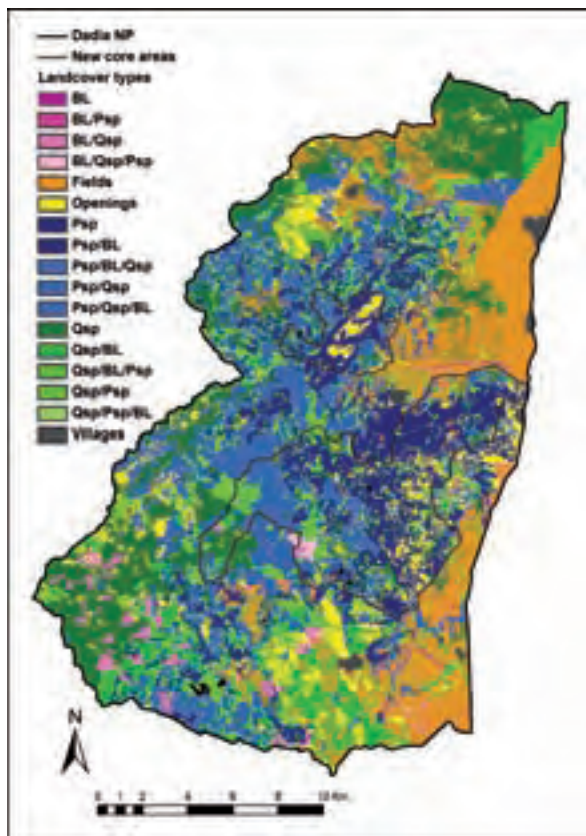 Dadia NP
New core areas
Landcover types
BL
BL/Psp
BL/Qsp
BL/Qsp/Psp
Fields
Openings
Psp
Psp/BL
Psp/BL/Qsp
Psp/Qsp
Psp/Qsp/BL
Qsp
Qsp/BL
Qsp/BL/Psp
Qsp/Psp
Qsp/Psp/BL
Villages
N
0 1 2 4 6 8 10 Km